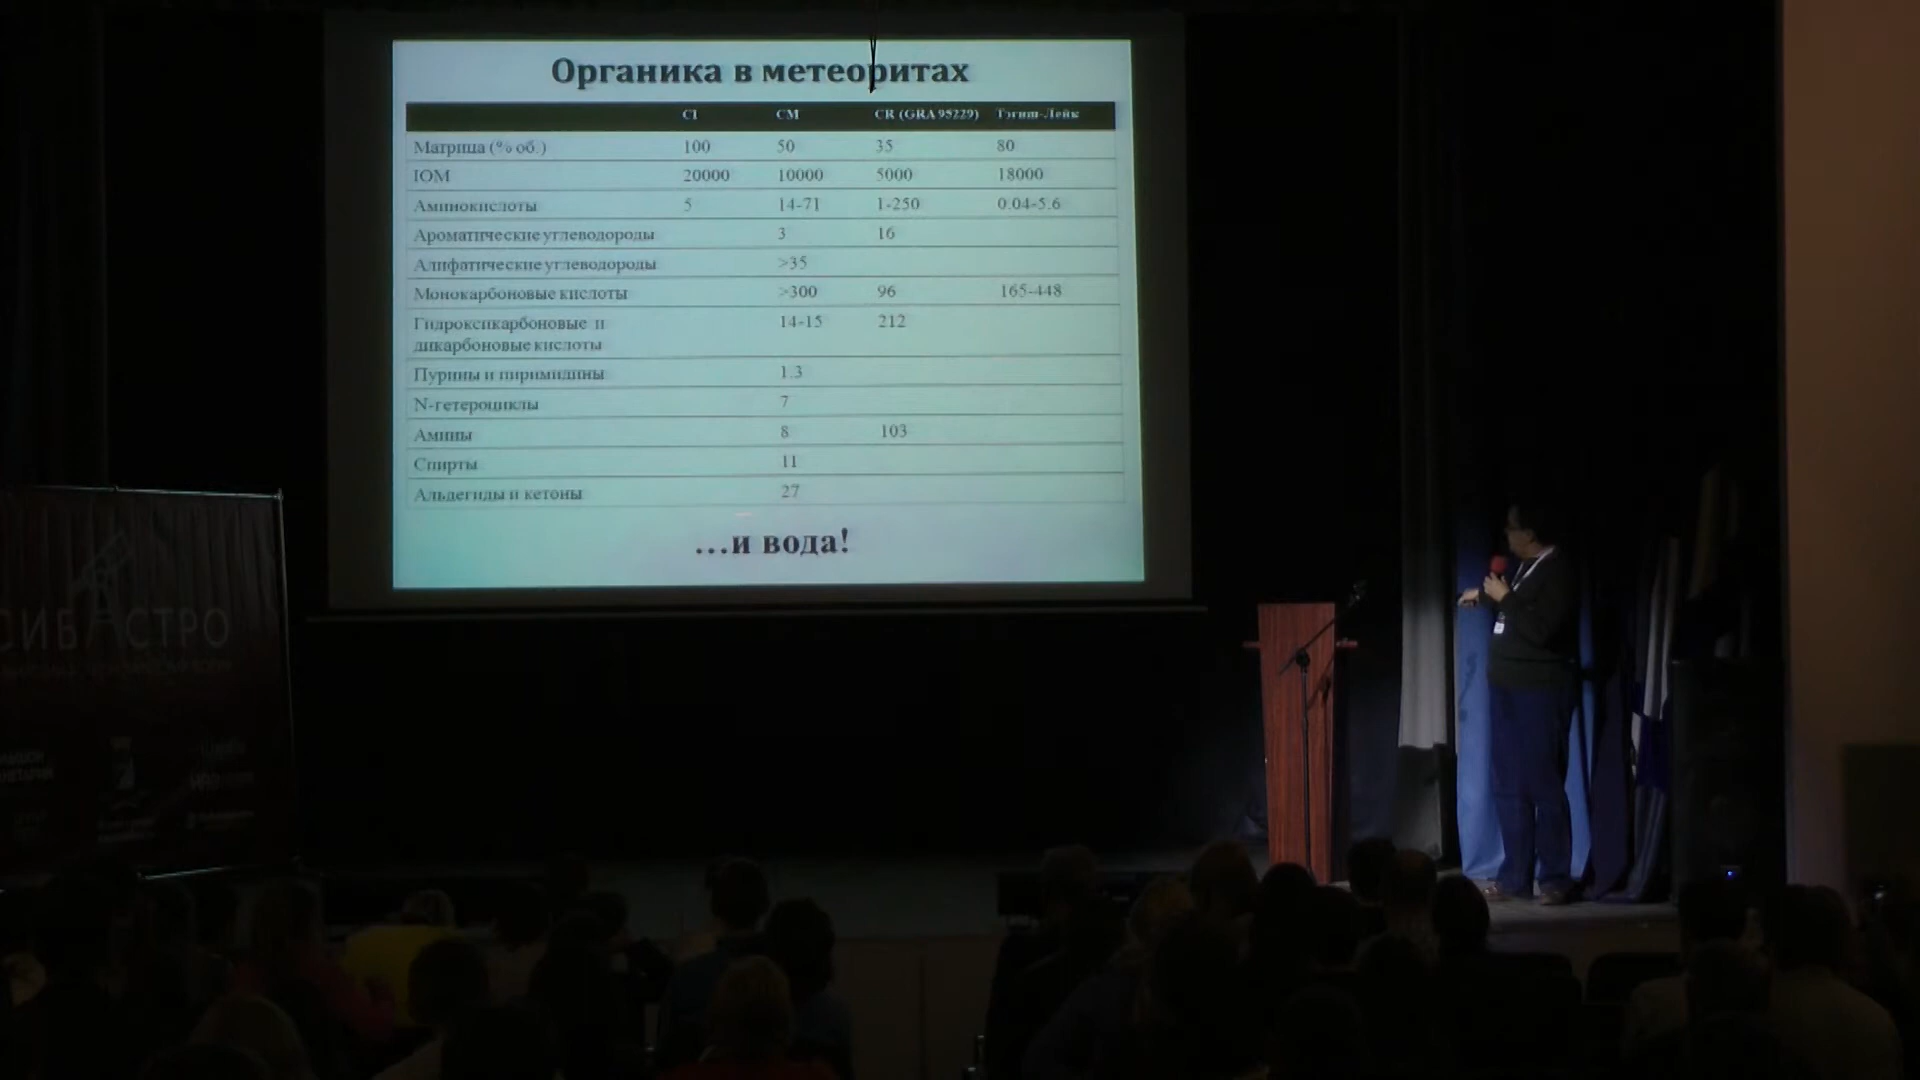 Органика в метеоритах
CI CM CR (GRA 95229) Тэгиш-Лейк
Матрица (% об.) 100 50 35 80
IOM 20000 10000 5000 18000
Аминокислоты 5 14-71 1-250 0.04-5.6
Ароматические углеводороды 3 16
Алифатические углеводороды >35
Монокарбоновые кислоты >300 96 165-448
Гидроксикарбоновые и 14-15 212
дикарбоновые кислоты
Пурины и пиримидины 1.3
N-гетероциклы 7
Амины 8 103
Спирты 11
Альдегиды и кетоны 27
...и вода!
СИБАСТРО